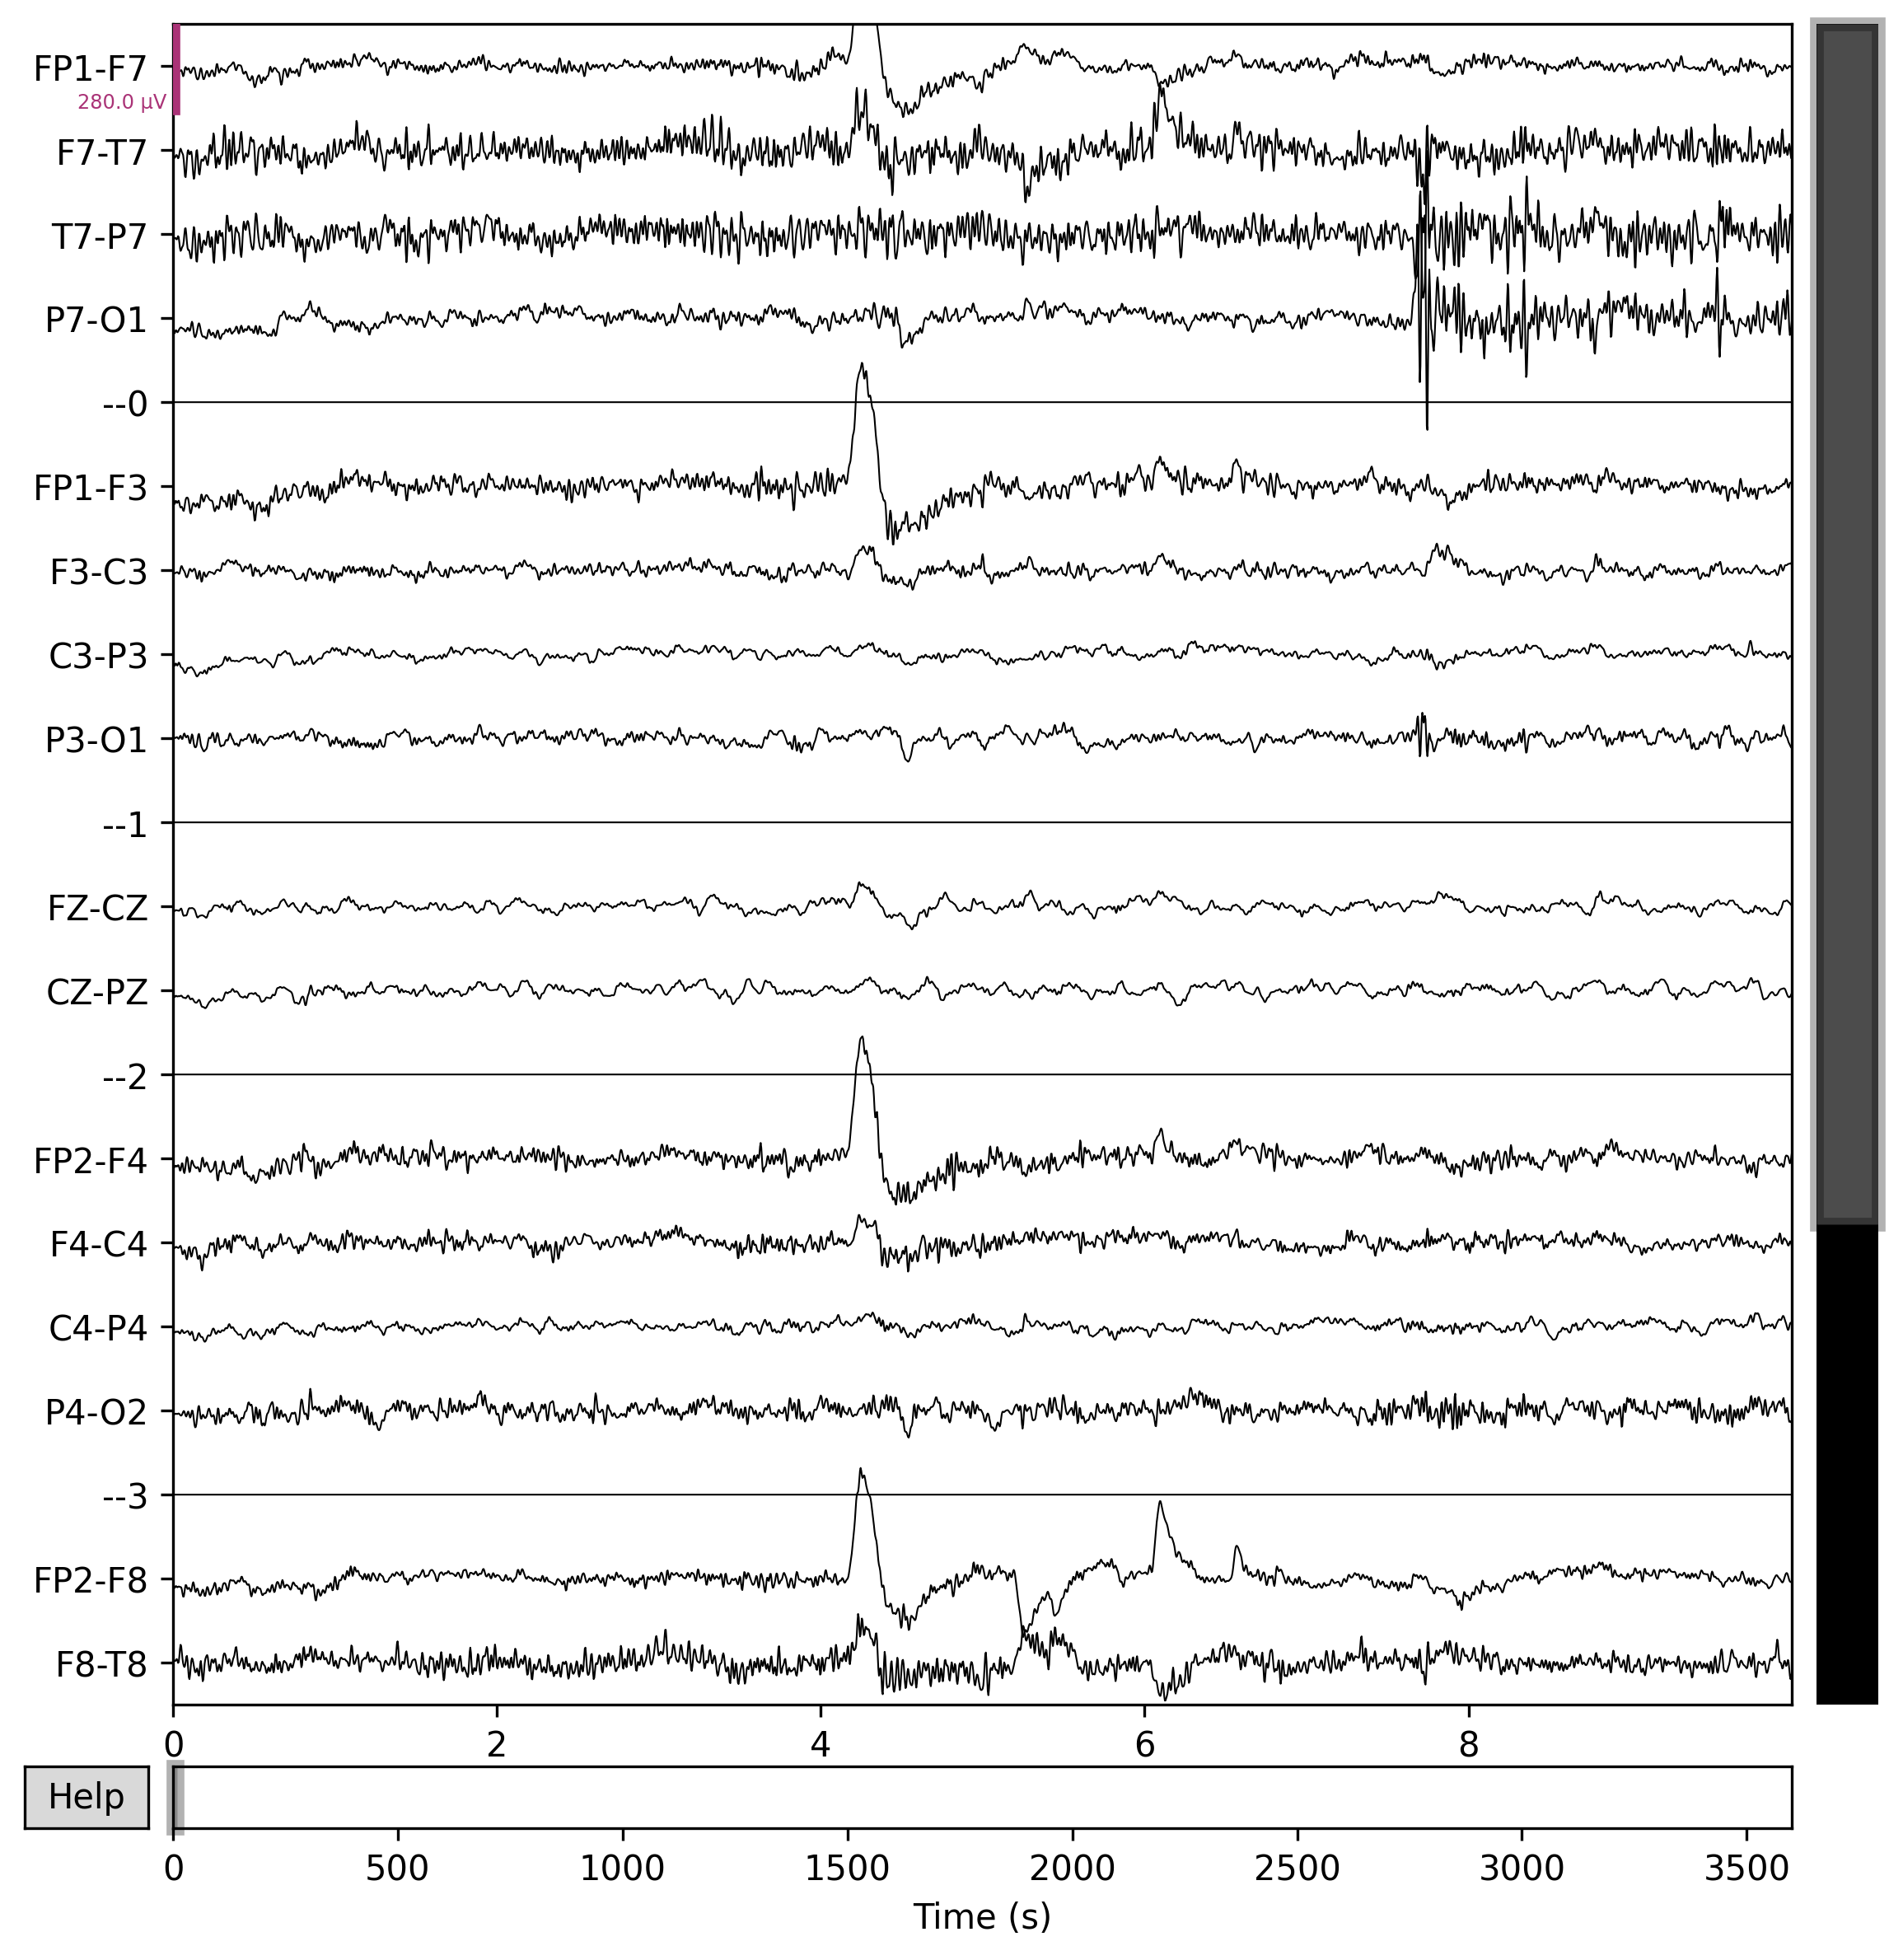 FP1-F7
280.0 µV
F7-T7
T7-P7
P7-O1
--0
FP1-F3
F3-C3
C3-P3
P3-O1
--1
FZ-CZ
CZ-PZ
--2
FP2-F4
F4-C4
C4-P4
P4-O2
--3
FP2-F8
F8-T8
0 2 4 6 8
Help
0 500 1000 1500 2000 2500 3000 3500
Time (s)